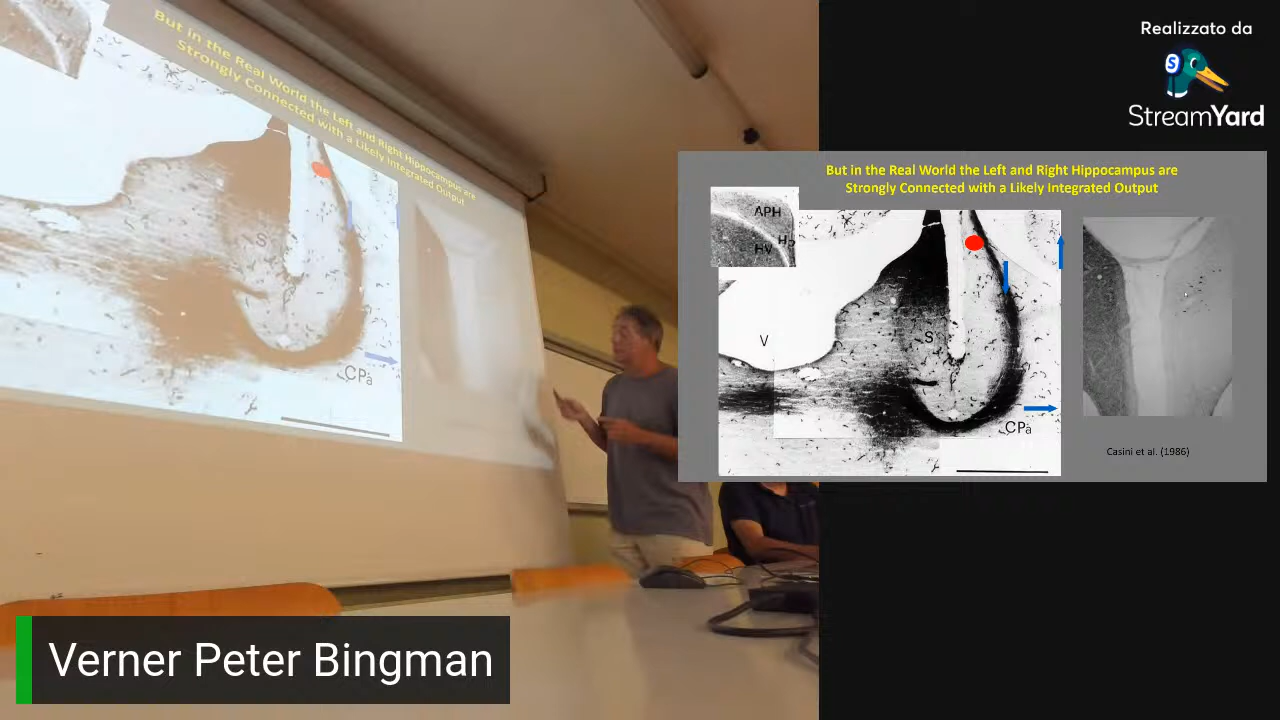 But in the Real World the Left and Right Hippocampus are
Strongly Connected with a Likely Integrated Output
S
CPa
Realizzato da
S
StreamYard
But in the Real World the Left and Right Hippocampus are
Strongly Connected with a Likely Integrated Output
APH
Hp
HV
V
S
CPa
Casini et al. (1986)
Verner Peter Bingman